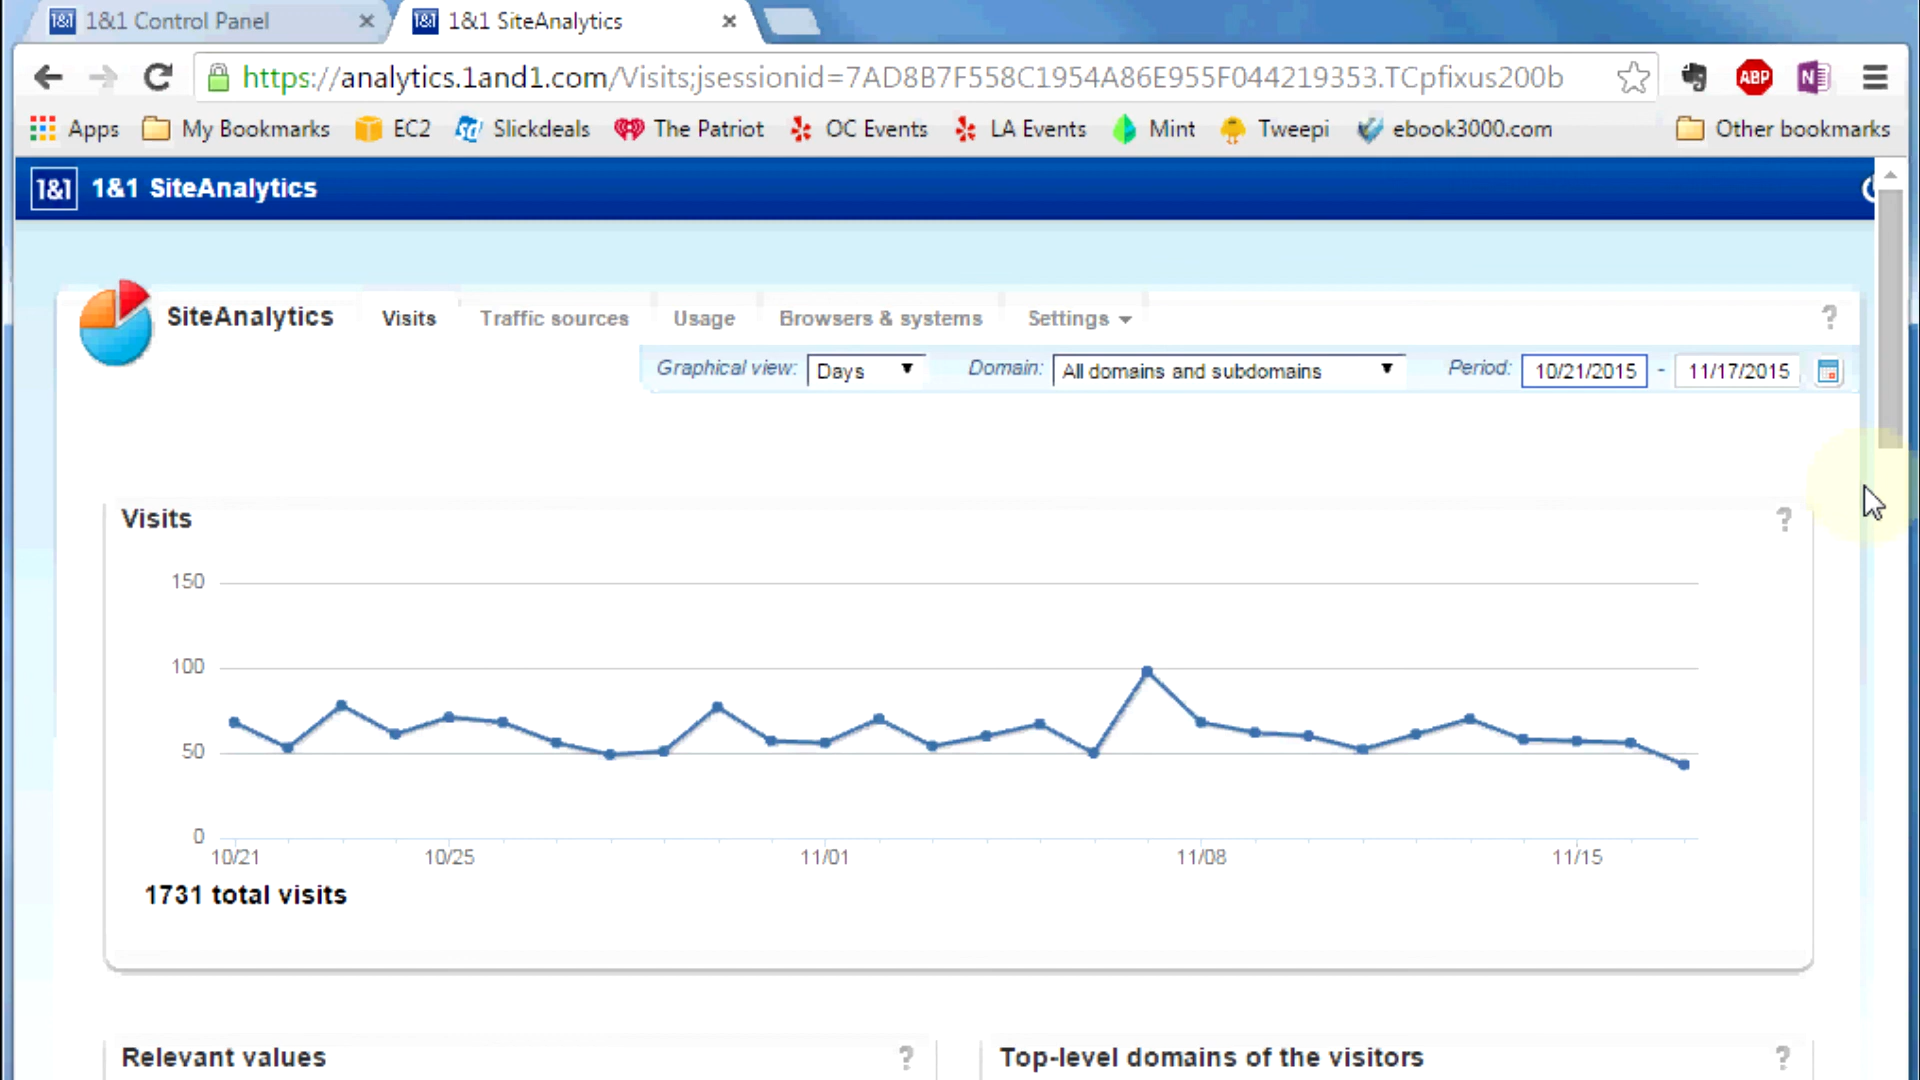 1&1 Control Panel
1&1 SiteAnalytics
https://analytics.1and1.com/Visits;jsessionid=7AD8B7F558C1954A86E955F044219353.TCpfixus200b
ABP
N
Apps My Bookmarks EC2 Slickdeals The Patriot OC Events LA Events Mint Tweepi ebook3000.com Other bookmarks
1&1 1&1 SiteAnalytics
SiteAnalytics Visits Traffic sources Usage Browsers & systems Settings ?
Graphical view: Days Domain: All domains and subdomains Period: 10/21/2015 - 11/17/2015
Visits ?
150
100
50
0
10/21 10/25 11/01 11/08 11/15
1731 total visits
Relevant values ?
Top-level domains of the visitors ?